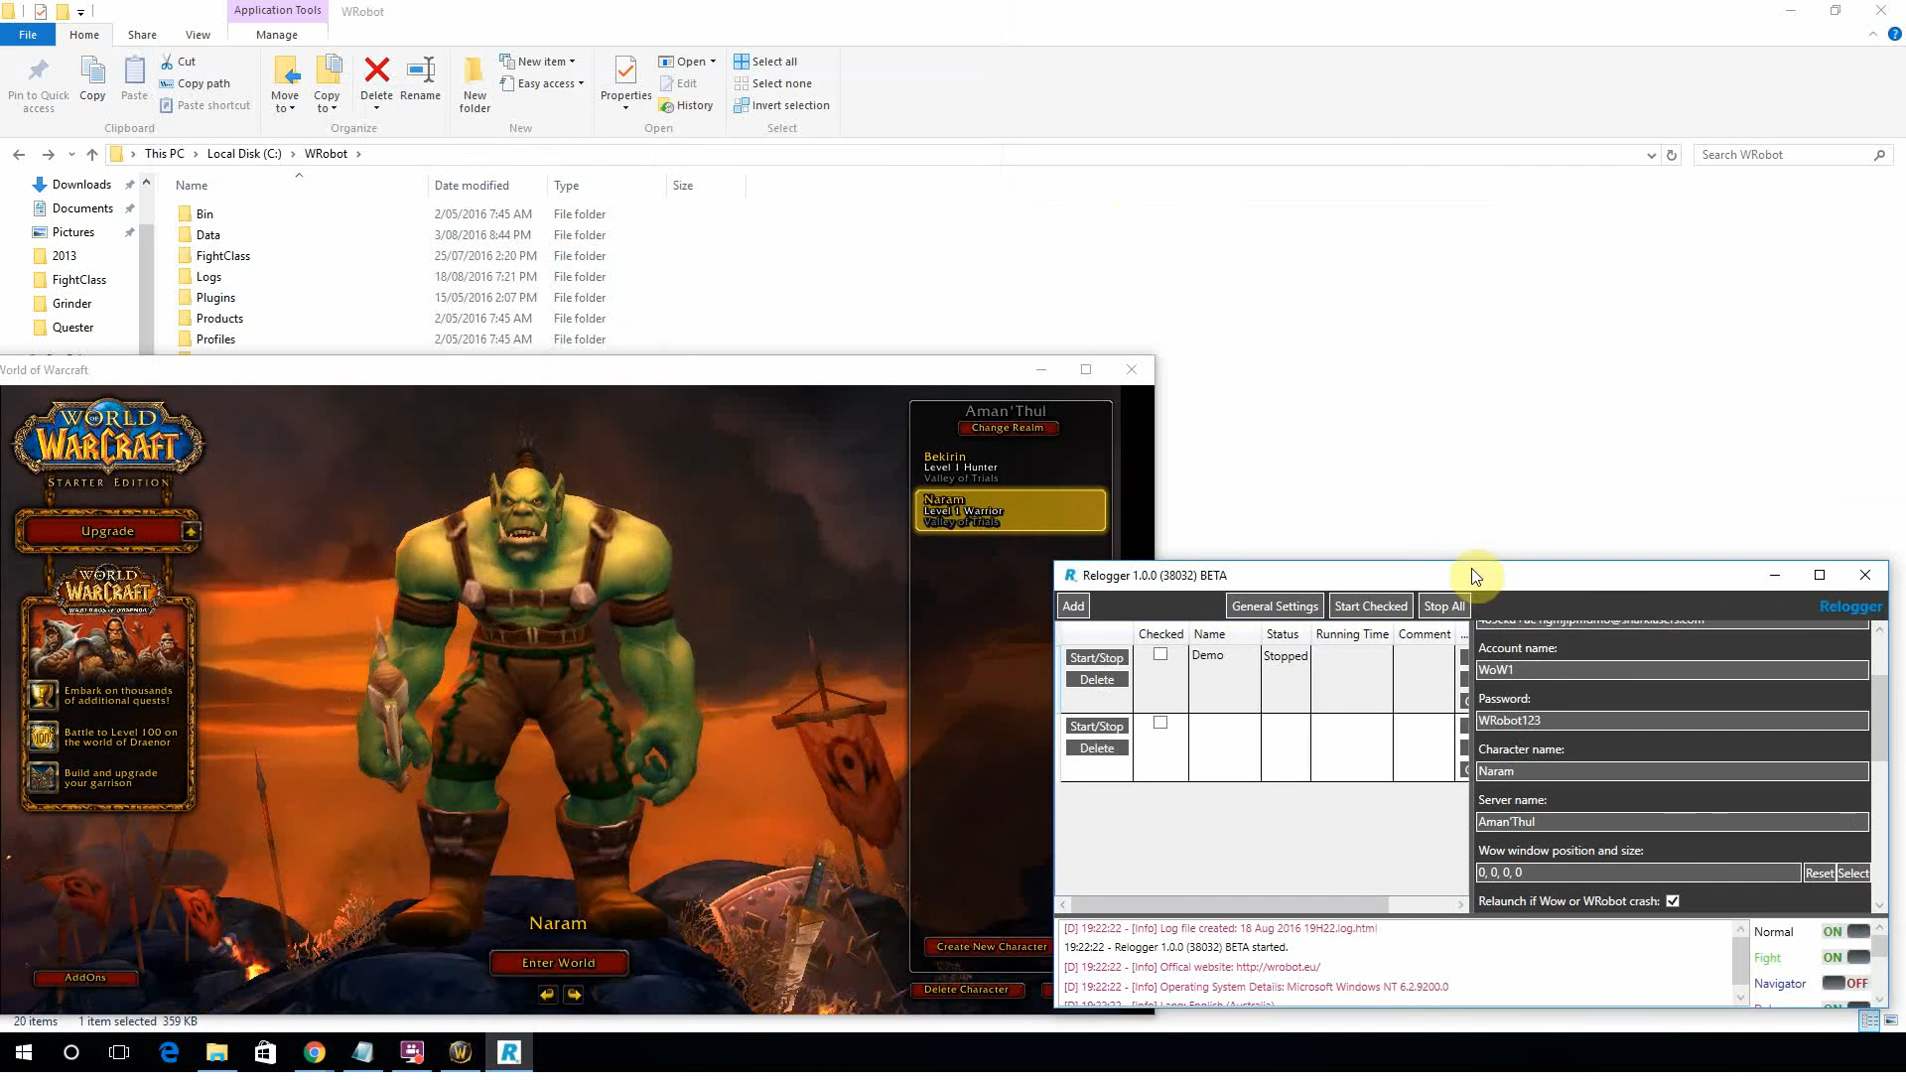 Application Tools
WRobot
File
Home
Share
View
Manage
Pin to Quick access
Copy
Paste
Cut
Copy path
Paste shortcut
Move to
Copy to
Delete
Rename
New folder
New item
Easy access
Properties
Open
Edit
History
Select all
Select none
Invert selection
Clipboard
Organize
New
Open
Select
This PC
Local Disk (C:)
WRobot
Search WRobot
Downloads
Documents
Pictures
2013
FightClass
Grinder
Quester
Name
Date modified
Type
Size
Bin 2/05/2016 7:45 AM File folder
Data 3/08/2016 8:44 PM File folder
FightClass 25/07/2016 2:20 PM File folder
Logs 18/08/2016 7:21 PM File folder
Plugins 15/05/2016 2:07 PM File folder
Products 2/05/2016 7:45 AM File folder
Profiles 2/05/2016 7:45 AM File folder
World of Warcraft
WORLD OF WARCRAFT
STARTER EDITION
Upgrade
WORLD OF WARCRAFT
Embark on thousands of additional quests!
Battle to Level 100 on the world of Draenor
Build and upgrade your garrison
AddOns
Aman'Thul
Change Realm
Bekirin
Level 1 Hunter
Valley of Trials
Naram
Level 1 Warrior
Valley of Trials
Naram
Enter World
Create New Character
Delete Character
Relogger 1.0.0 (38032) BETA
Add
General Settings
Start Checked
Stop All
Relogger
Checked
Name
Status
Running Time
Comment
...
Start/Stop
Delete
Demo
Stopped
Start/Stop
Delete
Account name:
WoW1
Password:
WRobot123
Character name:
Naram
Server name:
Aman'Thul
Wow window position and size:
0, 0, 0, 0
Reset
Select
Relaunch if Wow or WRobot crash:
[D] 19:22:22 - [Info] Log file created: 18 Aug 2016 19H22.log.html
19:22:22 - Relogger 1.0.0 (38032) BETA started.
[D] 19:22:22 - [Info] Offical website: http://wrobot.eu/
[D] 19:22:22 - [Info] Operating System Details: Microsoft Windows NT 6.2.9200.0
[D] 19:22:22 - [Info] Lang: English (Australia)
Normal ON
Fight ON
Navigator OFF
20 items
1 item selected 359 KB